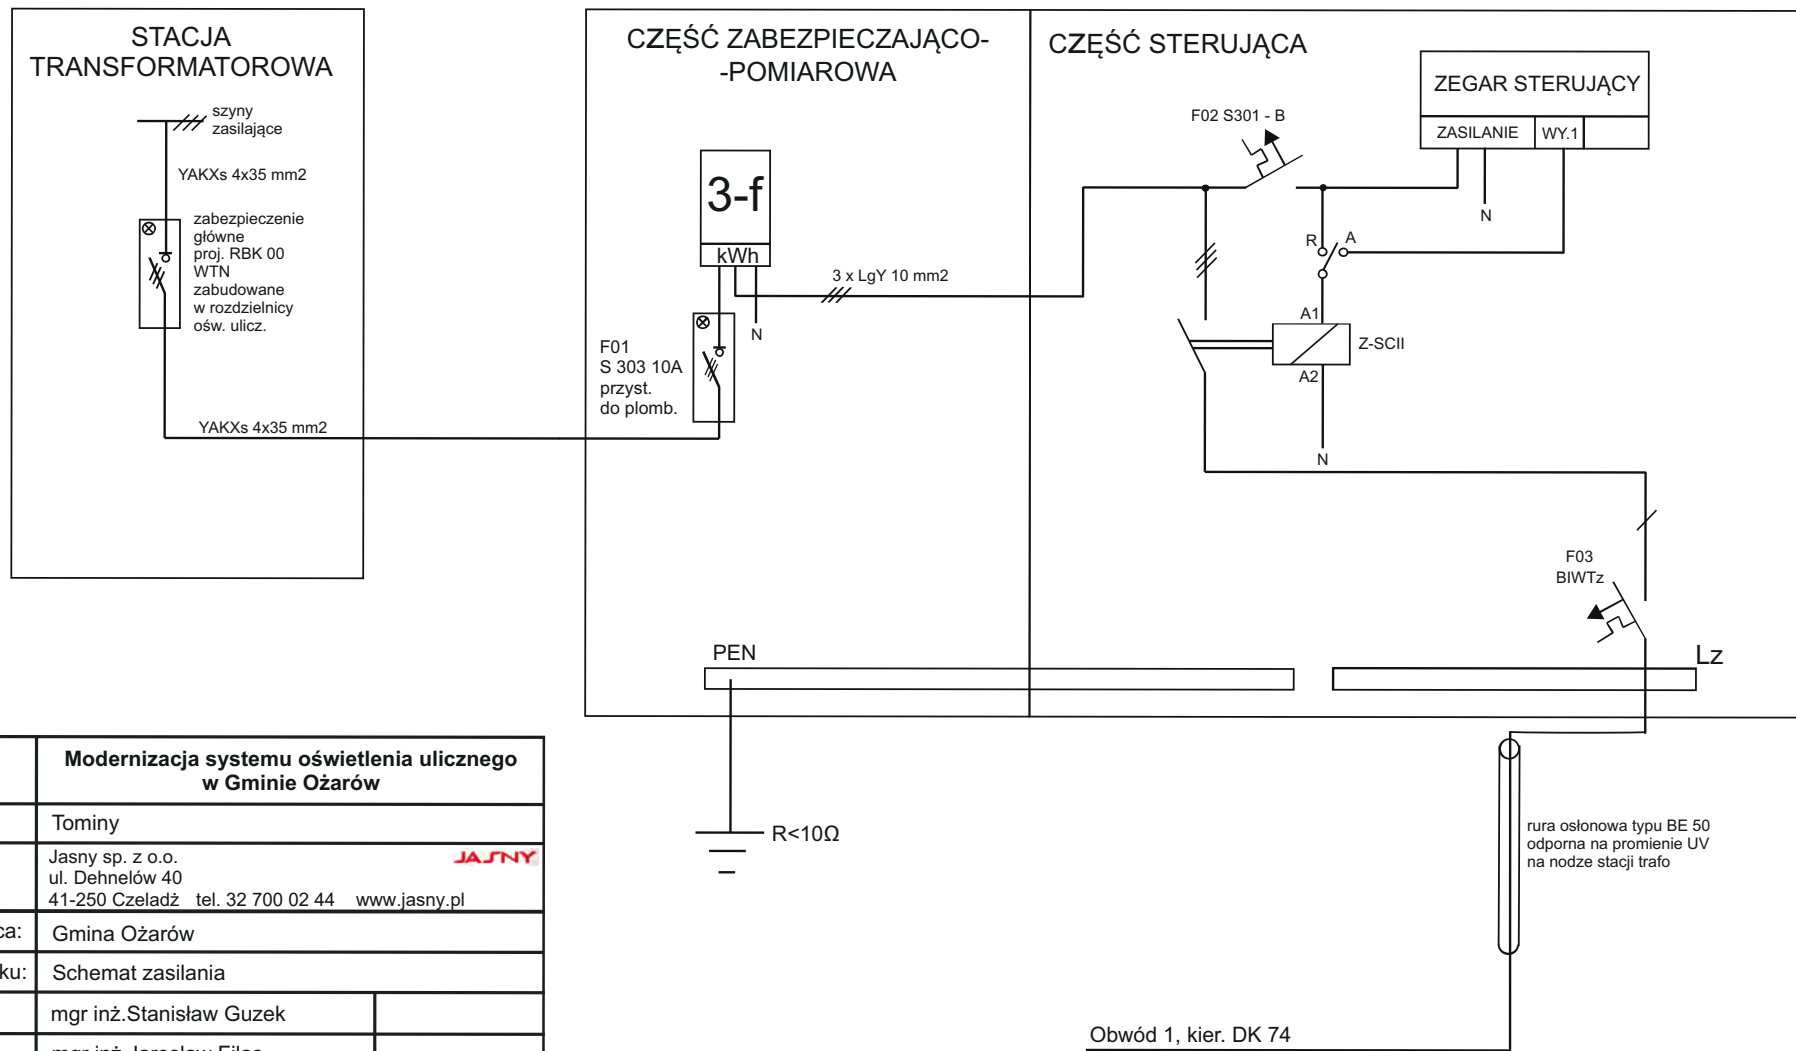 STACJA
TRANSFORMATOROWA
szyny
zasilające
YAKXs 4x35 mm2
zabezpieczenie
główne
proj. RBK 00
WTN
zabudowane
w rozdzielnicy
ośw. ulicz.
YAKXs 4x35 mm2
CZĘŚĆ ZABEZPIECZAJĄCO-
-POMIAROWA
3-f
kWh
N
3 x LgY 10 mm2
F01
S 303 10A
przyst.
do plomb.
PEN
R<10Ω
CZĘŚĆ STERUJĄCA
F02 S301 - B
ZEGAR STERUJĄCY
ZASILANIE WY.1
N
R A
A1
Z-SCII
A2
N
F03
BIWTz
Lz
rura osłonowa typu BE 50
odporna na promienie UV
na nodze stacji trafo
Obwód 1, kier. DK 74
Modernizacja systemu oświetlenia ulicznego
w Gminie Ożarów
Tominy
Jasny sp. z o.o.
JASNY
ul. Dehnelów 40
41-250 Czeladź tel. 32 700 02 44 www.jasny.pl
ca: Gmina Ożarów
ku: Schemat zasilania
mgr inż.Stanisław Guzek